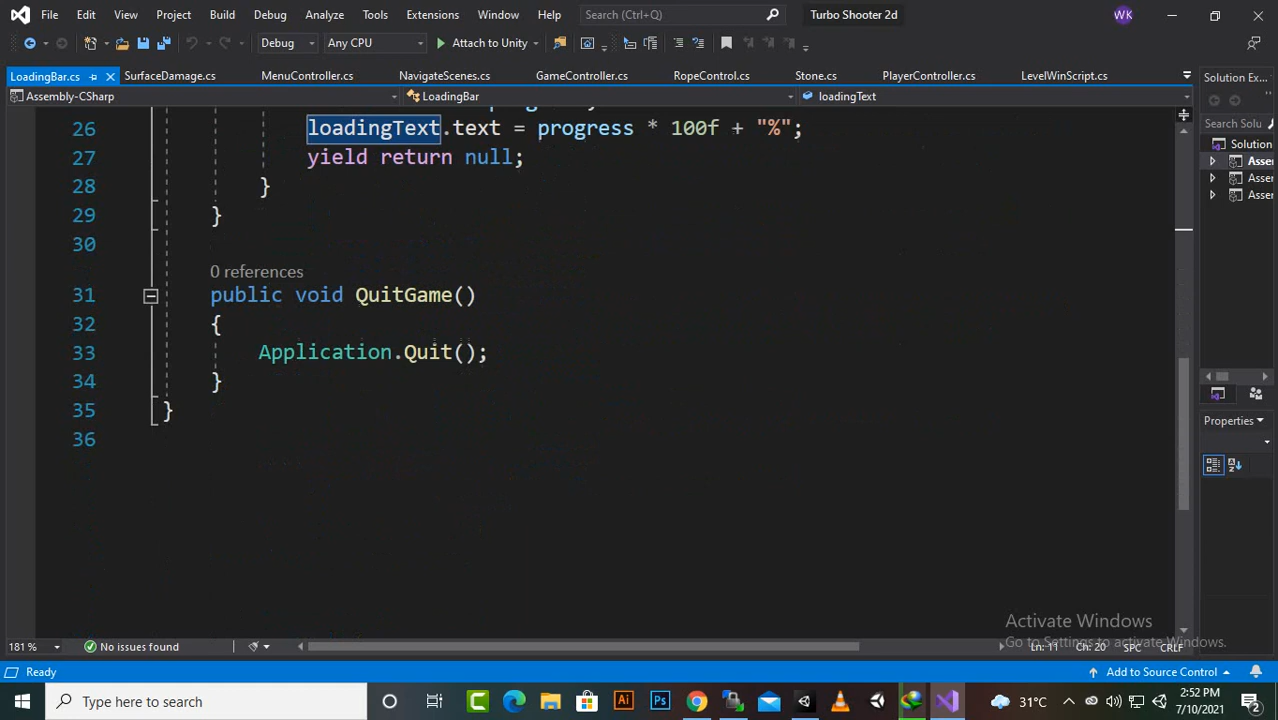 File Edit View Project Build Debug Analyze Tools Extensions Window Help Search (Ctrl+Q) Turbo Shooter 2d WK
Debug Any CPU Attach to Unity
LoadingBar.cs SurfaceDamage.cs MenuController.cs NavigateScenes.cs GameController.cs RopeControl.cs Stone.cs PlayerController.cs LevelWinScript.cs Solution Ex...
Assembly-CSharp LoadingBar loadingText
Search Solu
26 loadingText.text = progress * 100f + "%";
27 yield return null;
28 }
29 }
30
0 references
31 public void QuitGame()
32 {
33 Application.Quit();
34 }
35 }
36
Solution
Asser
Asser
Asser
Properties
Activate Windows
Go to Settings to activate Windows.
181 % No issues found Ln: 11 Ch: 20 SPC CRLF
Ready Add to Source Control
Type here to search 31°C 2:52 PM
7/10/2021
2